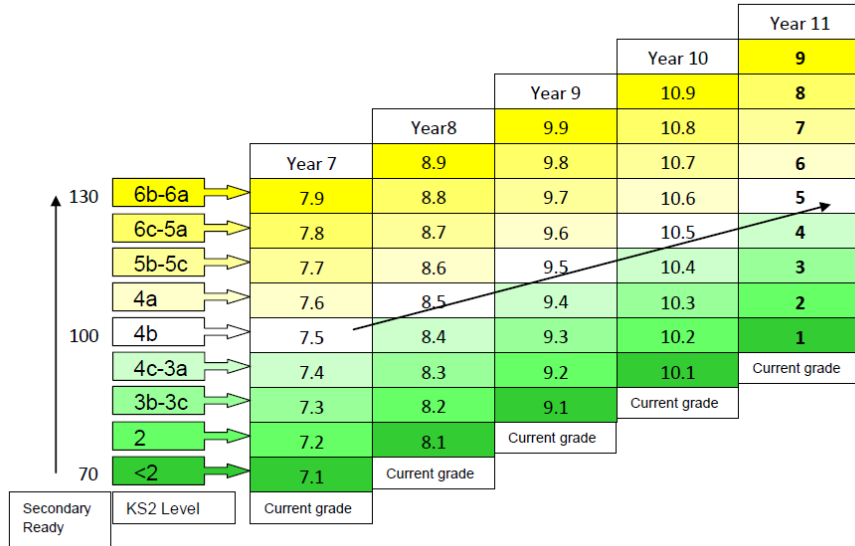 Year 11
Year 10 9
Year 9 10.9 8
Year8 9.9 10.8 7
Year 7 8.9 9.8 10.7 6
130 6b-6a 7.9 8.8 9.7 10.6 5
6c-5a 7.8 8.7 9.6 10.5 4
5b-5c 7.7 8.6 9.5 10.4 3
4a 7.6 8.5 9.4 10.3 2
100 4b 7.5 8.4 9.3 10.2 1
4c-3a 7.4 8.3 9.2 10.1 Current grade
3b-3c 7.3 8.2 9.1 Current grade
2 7.2 8.1 Current grade
70 <2 7.1 Current grade
Secondary Ready KS2 Level Current grade